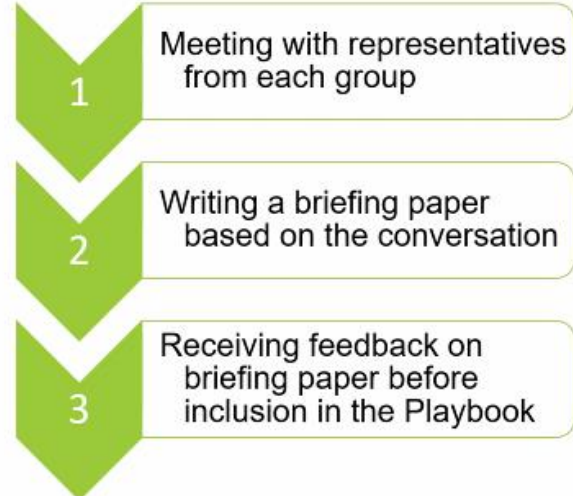 1
Meeting with representatives
from each group
2
Writing a briefing paper
based on the conversation
3
Receiving feedback on
briefing paper before
inclusion in the Playbook